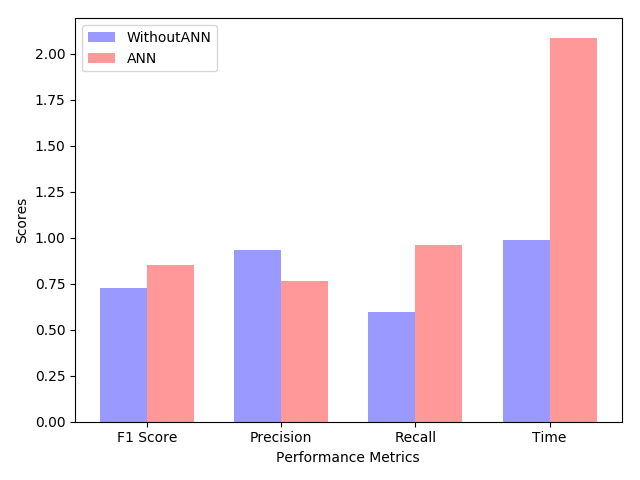 WithoutANN
ANN
2.00
1.75
1.50
1.25
1.00
0.75
0.50
0.25
0.00
Scores
F1 Score Precision Recall Time
Performance Metrics